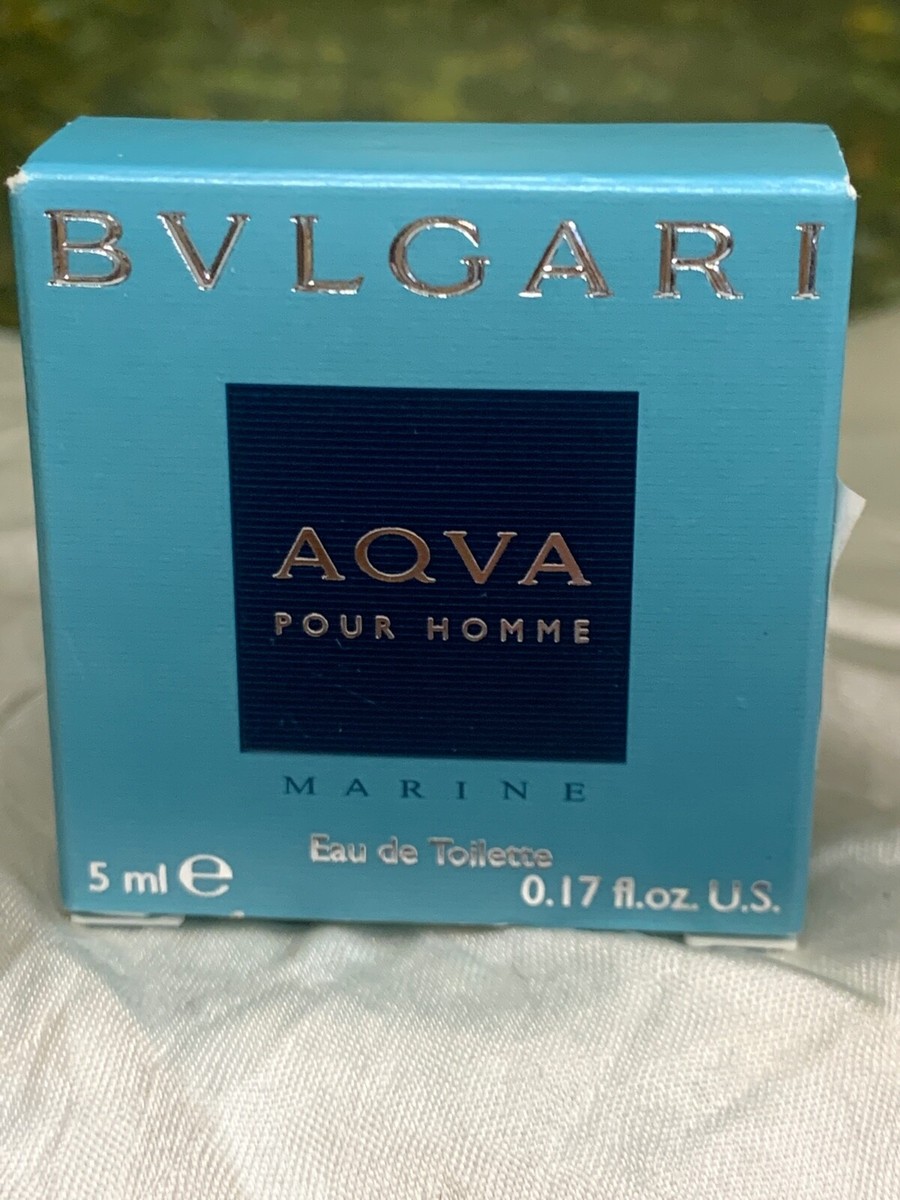 BVLGARI
AQVA
POUR HOMME
MARINE
Eau de Toilette
5 ml e
0.17 fl.oz. U.S.